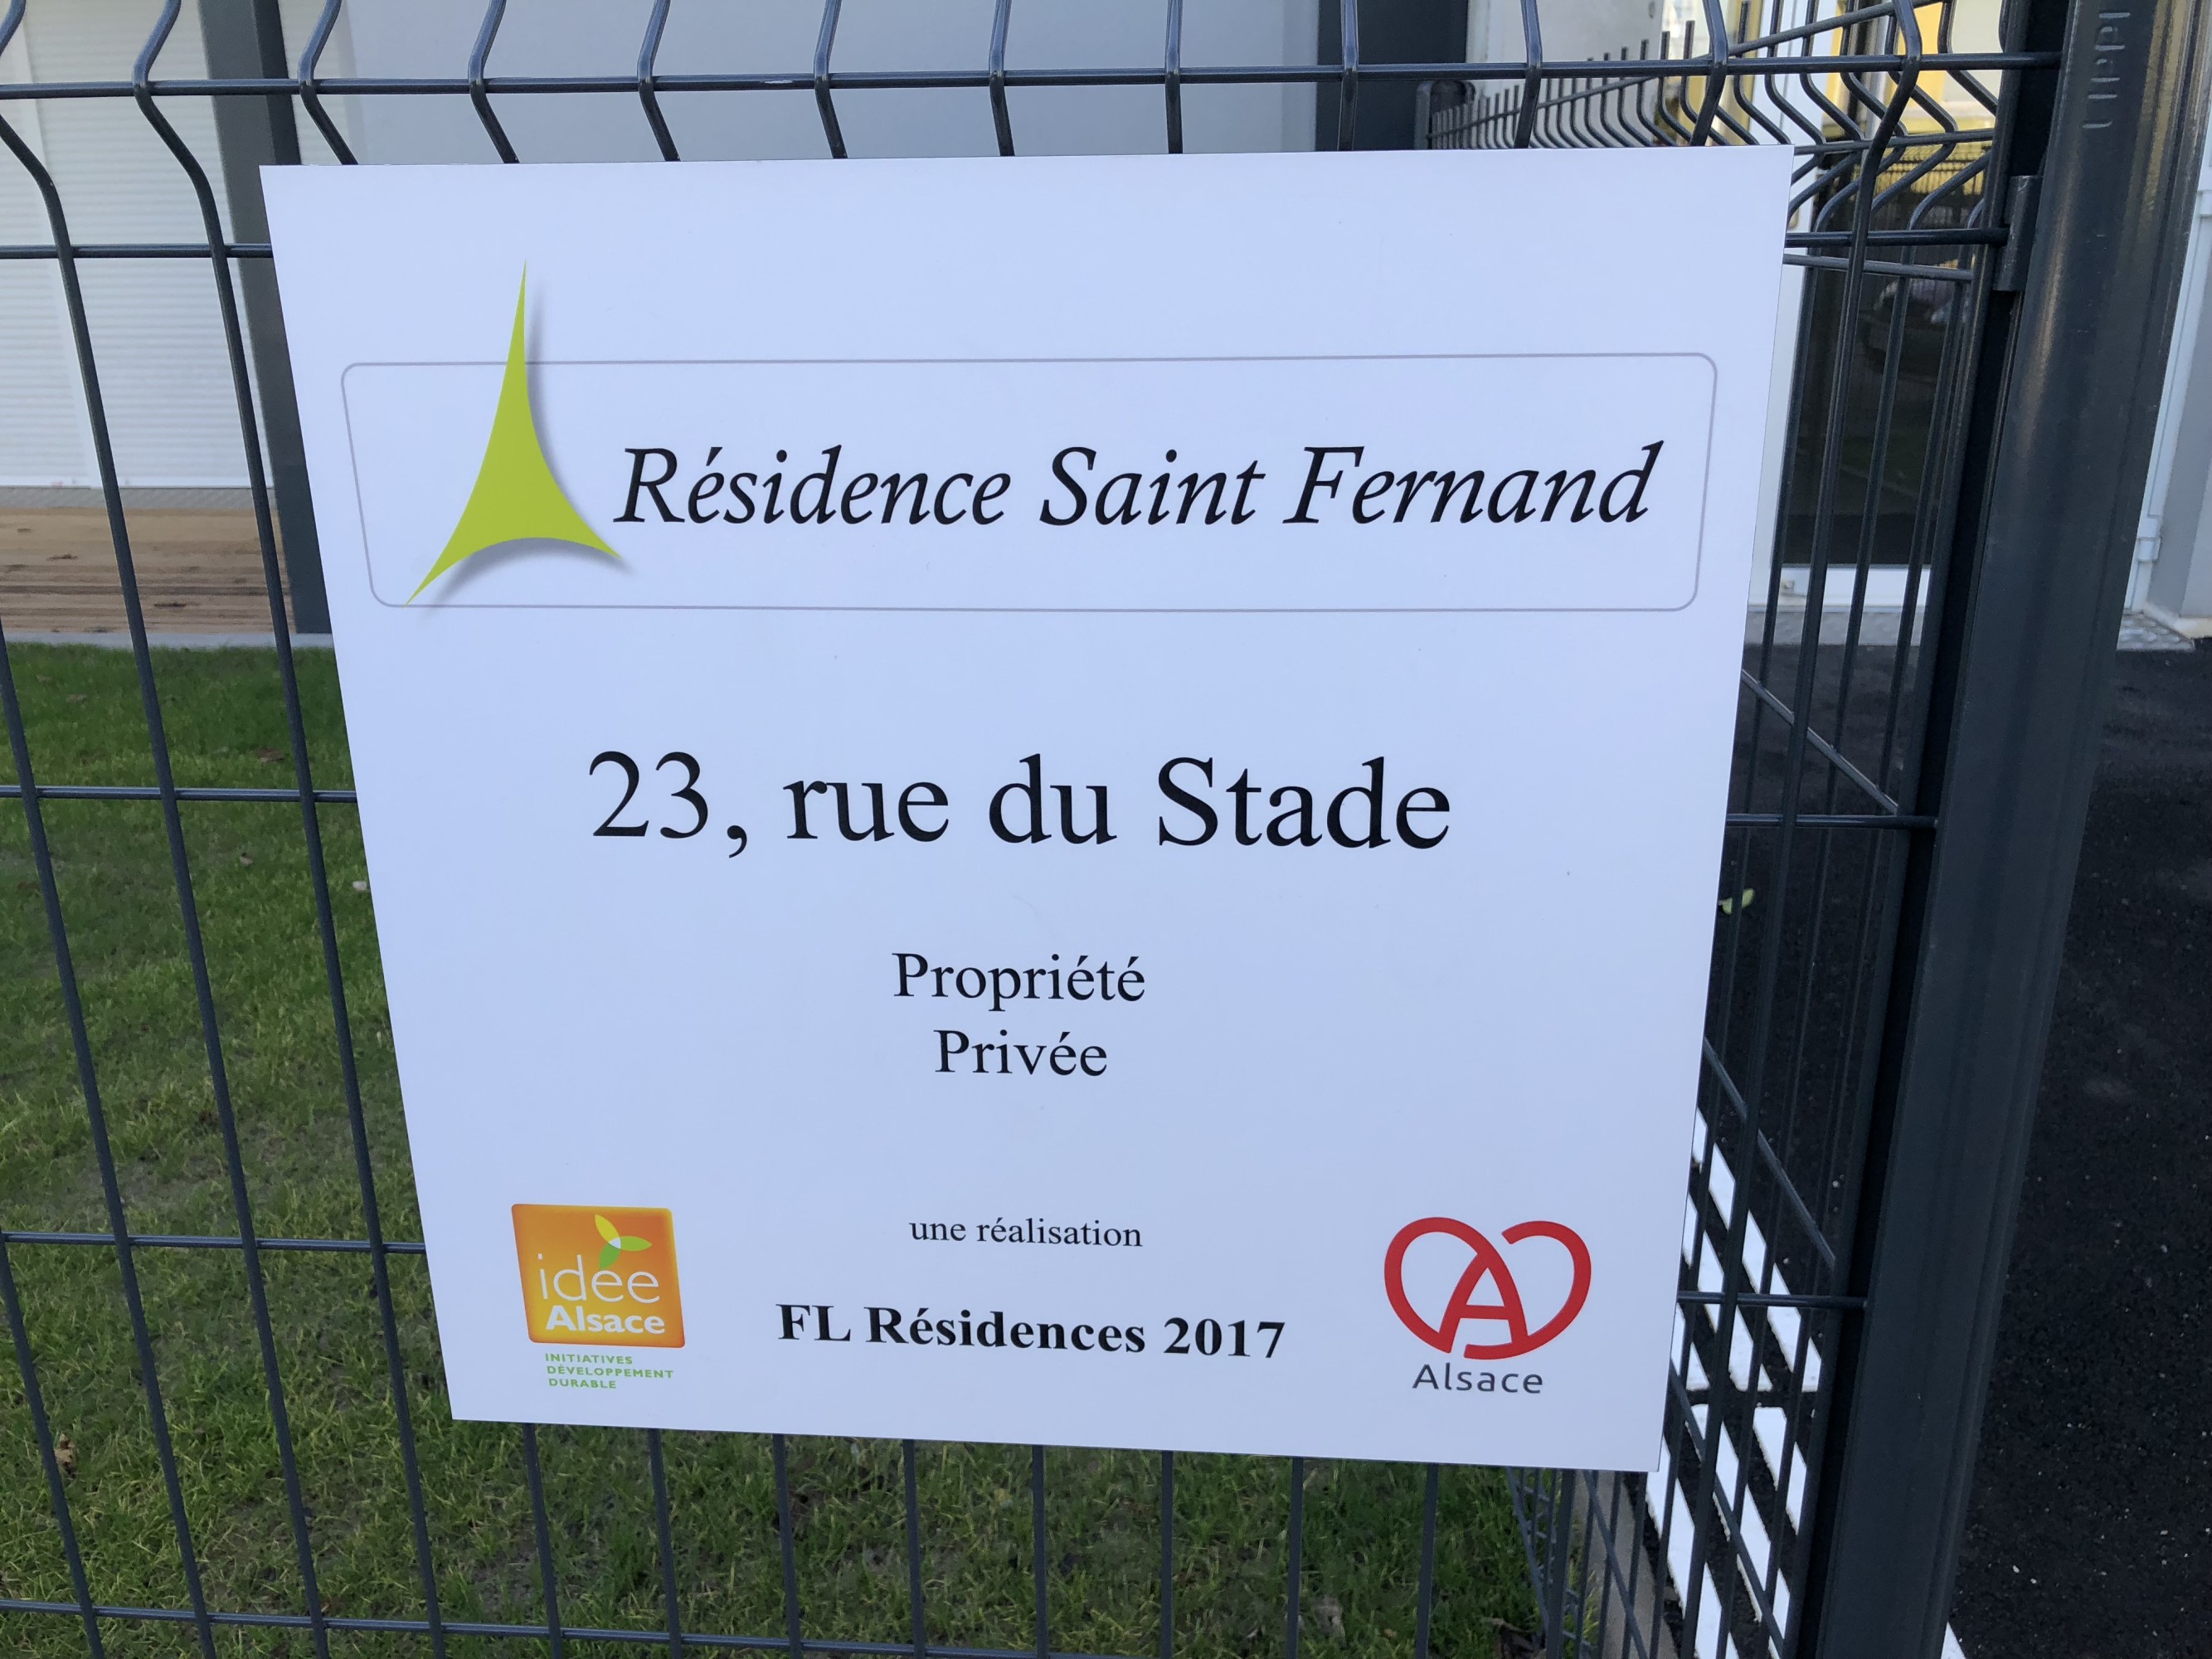 Résidence Saint Fernand
23, rue du Stade
Propriété
Privée
une réalisation
FL Résidences 2017
idée
Alsace
INITIATIVES
DÉVELOPPEMENT
DURABLE
A
Alsace